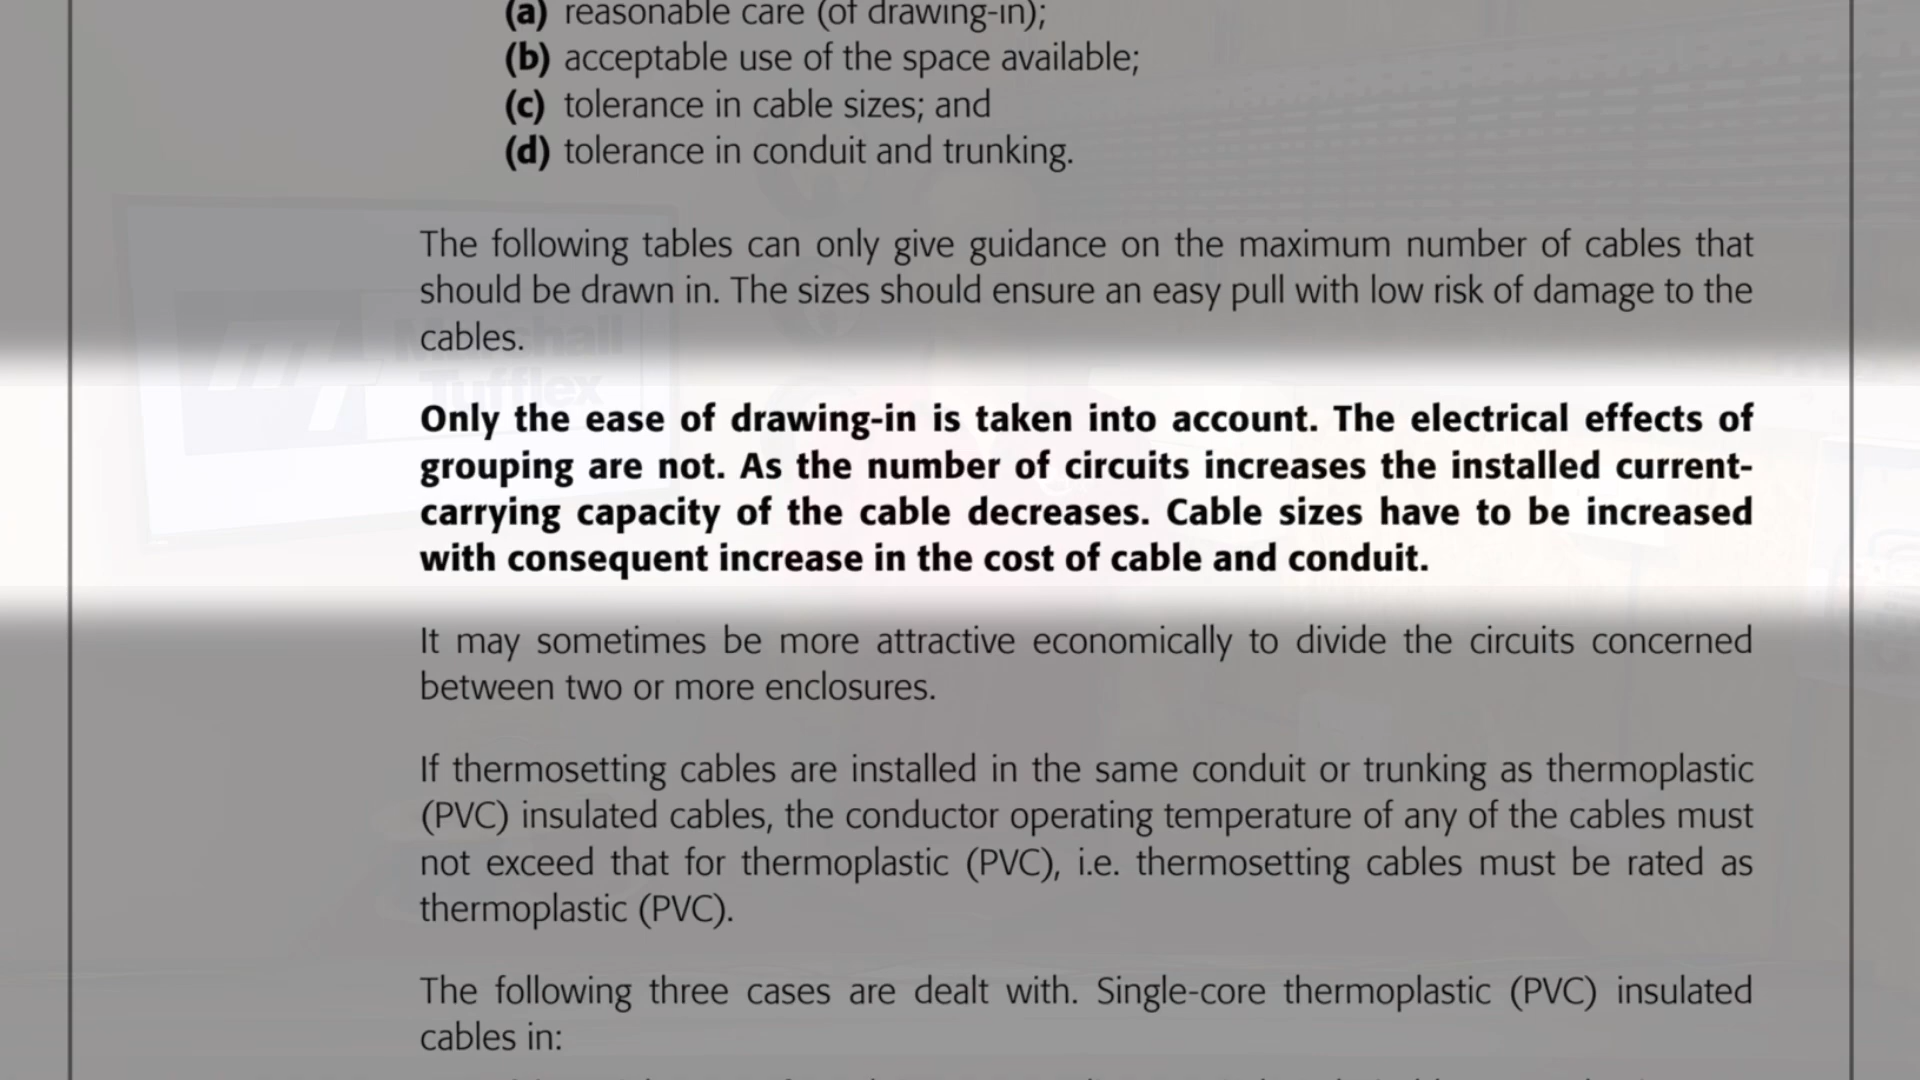 (a) reasonable care (of drawing-in);
(b) acceptable use of the space available;
(c) tolerance in cable sizes; and
(d) tolerance in conduit and trunking.
The following tables can only give guidance on the maximum number of cables that
should be drawn in. The sizes should ensure an easy pull with low risk of damage to the
cables.
Marshall
Tufflex
Only the ease of drawing-in is taken into account. The electrical effects of
grouping are not. As the number of circuits increases the installed current-
carrying capacity of the cable decreases. Cable sizes have to be increased
with consequent increase in the cost of cable and conduit.
It may sometimes be more attractive economically to divide the circuits concerned
between two or more enclosures.
If thermosetting cables are installed in the same conduit or trunking as thermoplastic
(PVC) insulated cables, the conductor operating temperature of any of the cables must
not exceed that for thermoplastic (PVC), i.e. thermosetting cables must be rated as
thermoplastic (PVC).
The following three cases are dealt with. Single-core thermoplastic (PVC) insulated
cables in: